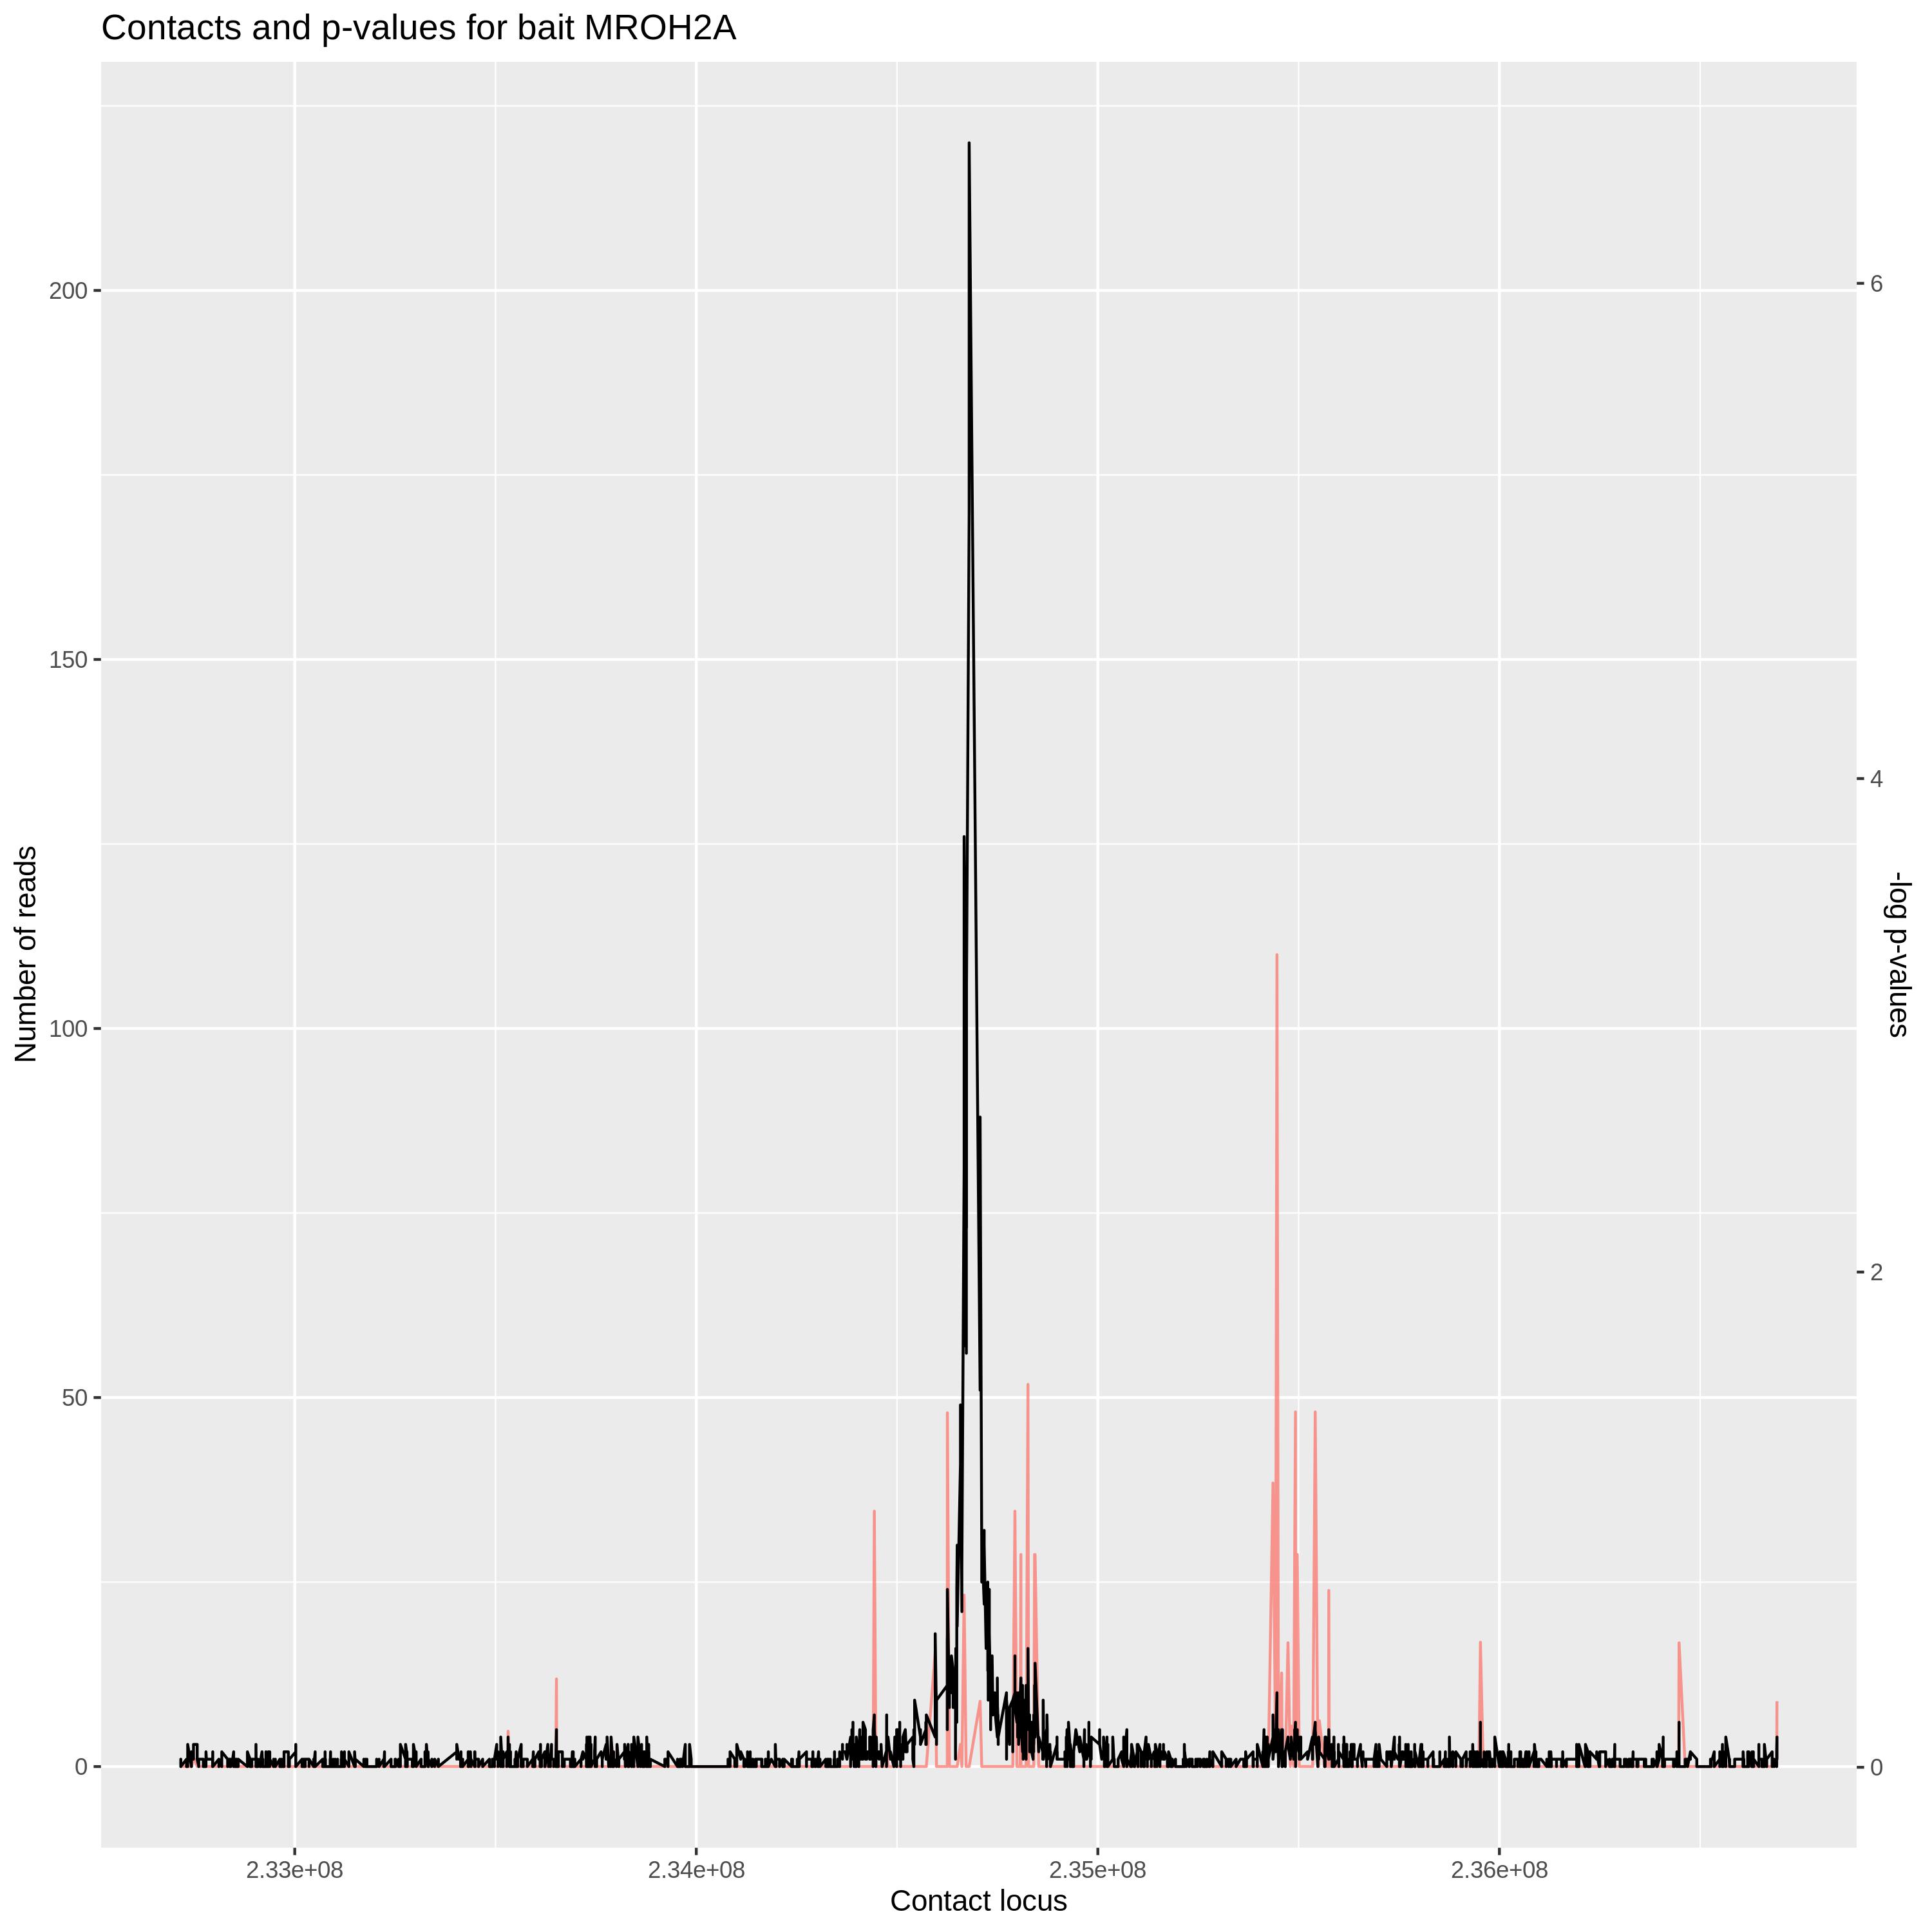 Contacts and p-values for bait MROH2A
Number of reads
200
150
100
50
0
6
4
2
0
-log p-values
2.33e+08
2.34e+08
2.35e+08
2.36e+08
Contact locus